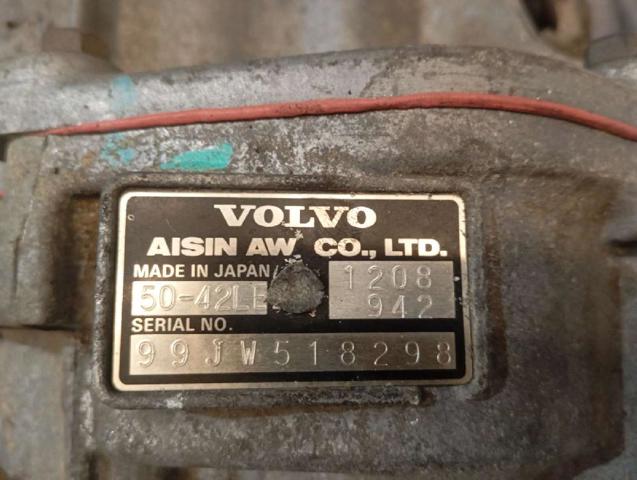 VOLVO
AISIN AW CO., LTD.
MADE IN JAPAN 1208
50-42LE 942
SERIAL NO.
99JW518298